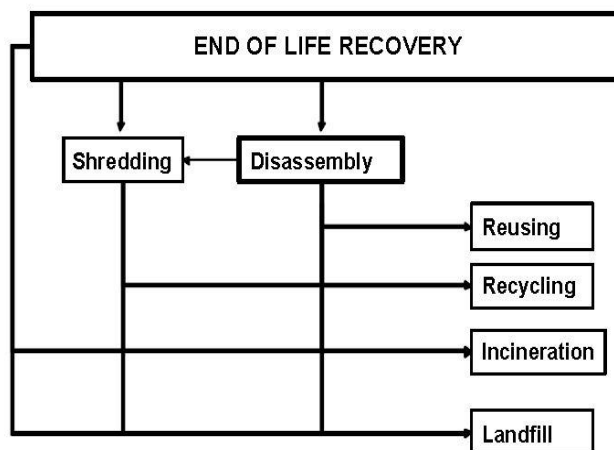 END OF LIFE RECOVERY
Shredding
Disassembly
Reusing
Recycling
Incineration
Landfill